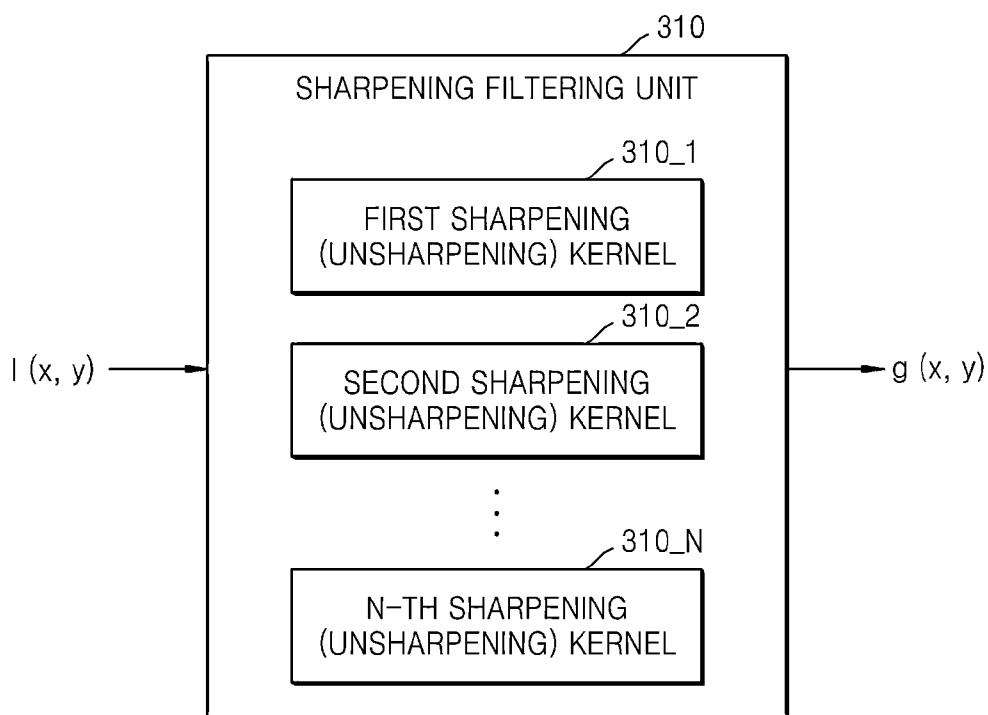 310
SHARPENING FILTERING UNIT
310_1
FIRST SHARPENING
(UNSHARPENING) KERNEL
310_2
I (x, y)
g (x, y)
SECOND SHARPENING
(UNSHARPENING) KERNEL
310_N
N-TH SHARPENING
(UNSHARPENING) KERNEL